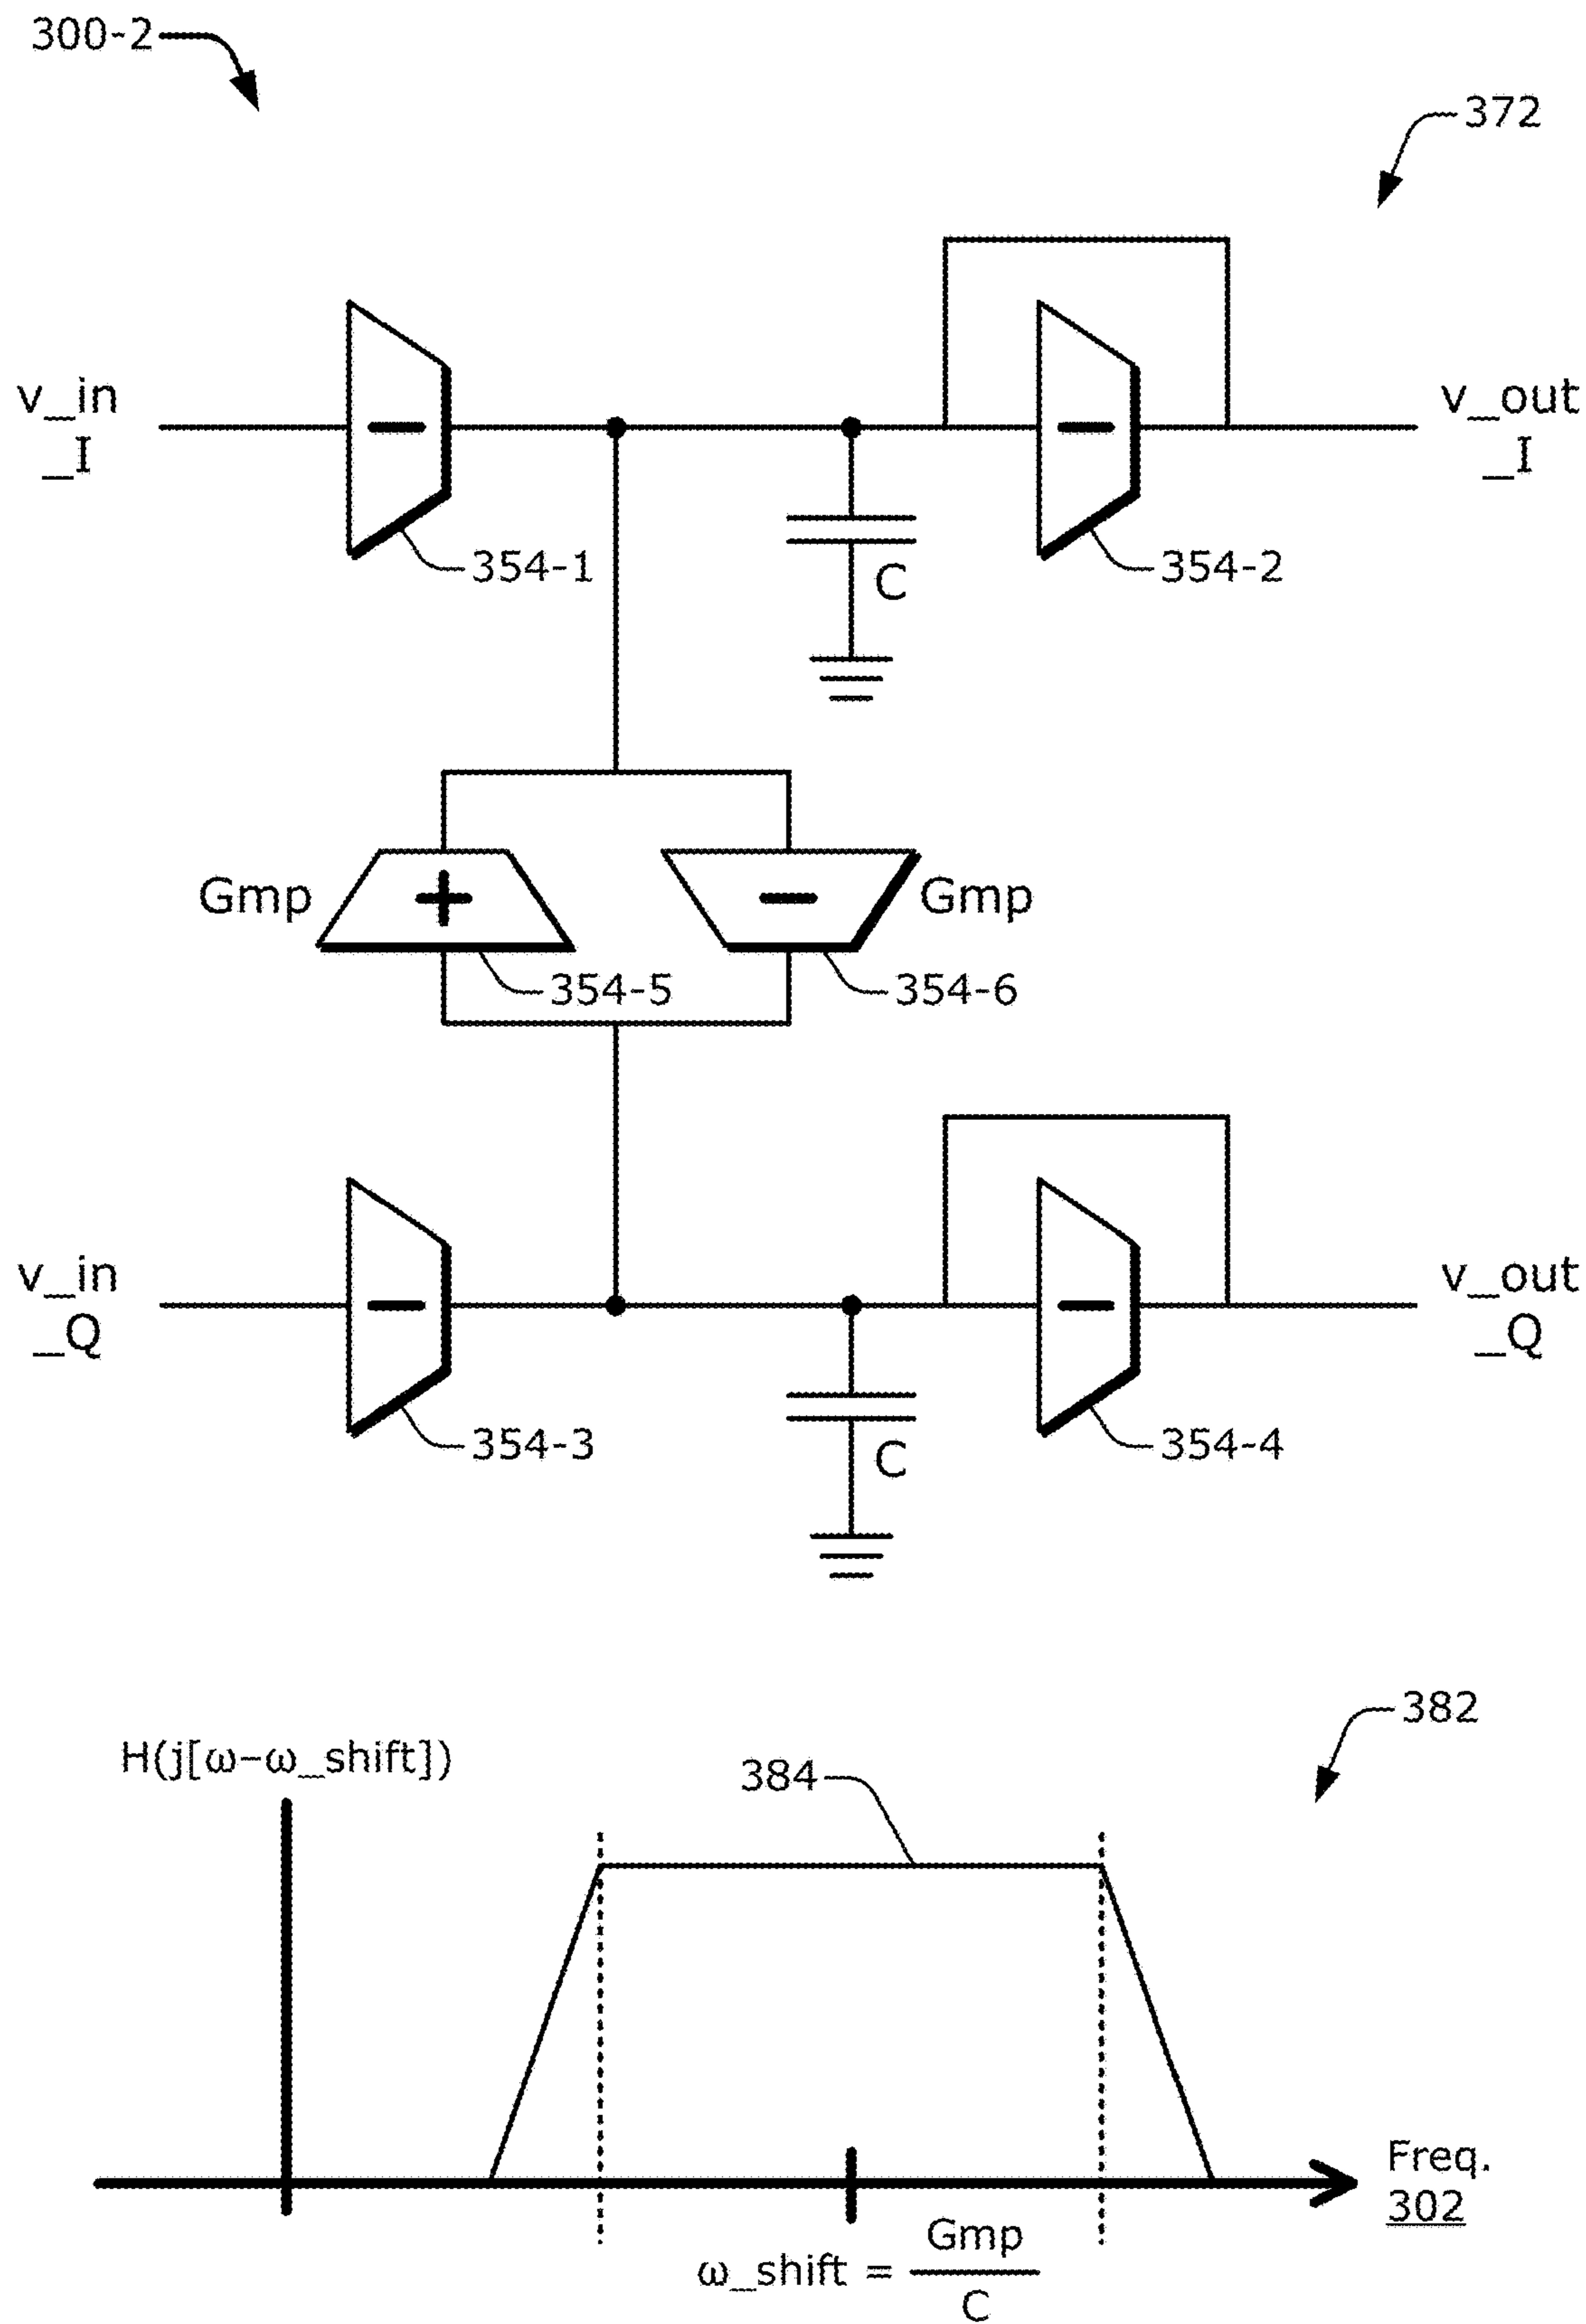 300-2
372
v_in
_I
v_out
_I
354-1
354-2
C
Gmp
Gmp
354-5
354-6
v_in
_Q
v_out
_Q
354-3
354-4
C
382
H(j[ω−ω_shift])
384
Freq.
302
ω_shift = Gmp
C